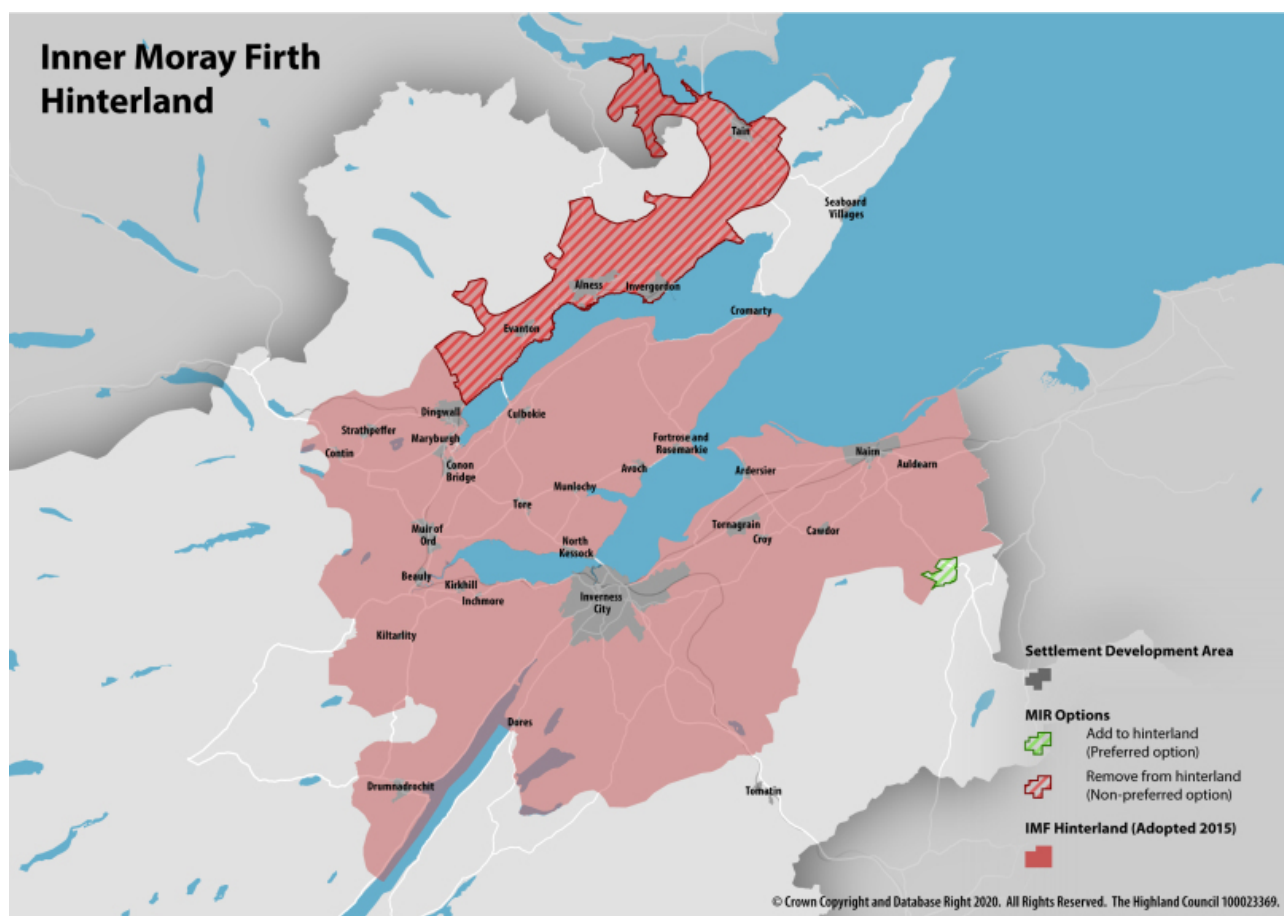 Inner Moray Firth
Hinterland
Tain
Seaboard
Villages
Alness
Invergordon
Cromarty
Evanton
Dingwall
Culbokie
Strathpeffer
Maryburgh
Fortrose and
Rosemarkie
Contin
Conon
Bridge
Avoch
Nairn
Auldearn
Ardersier
Munlochy
Tore
Tornagrain
Croy
Cawdor
Muir of
Ord
North
Kessock
Beauly
Kirkhill
Inchmore
Inverness
City
Kiltarlity
Dores
Drumnadrochit
Tomatin
Settlement Development Area
MIR Options
Add to hinterland
(Preferred option)
Remove from hinterland
(Non-preferred option)
IMF Hinterland (Adopted 2015)
© Crown Copyright and Database Right 2020. All Rights Reserved. The Highland Council 100023369.